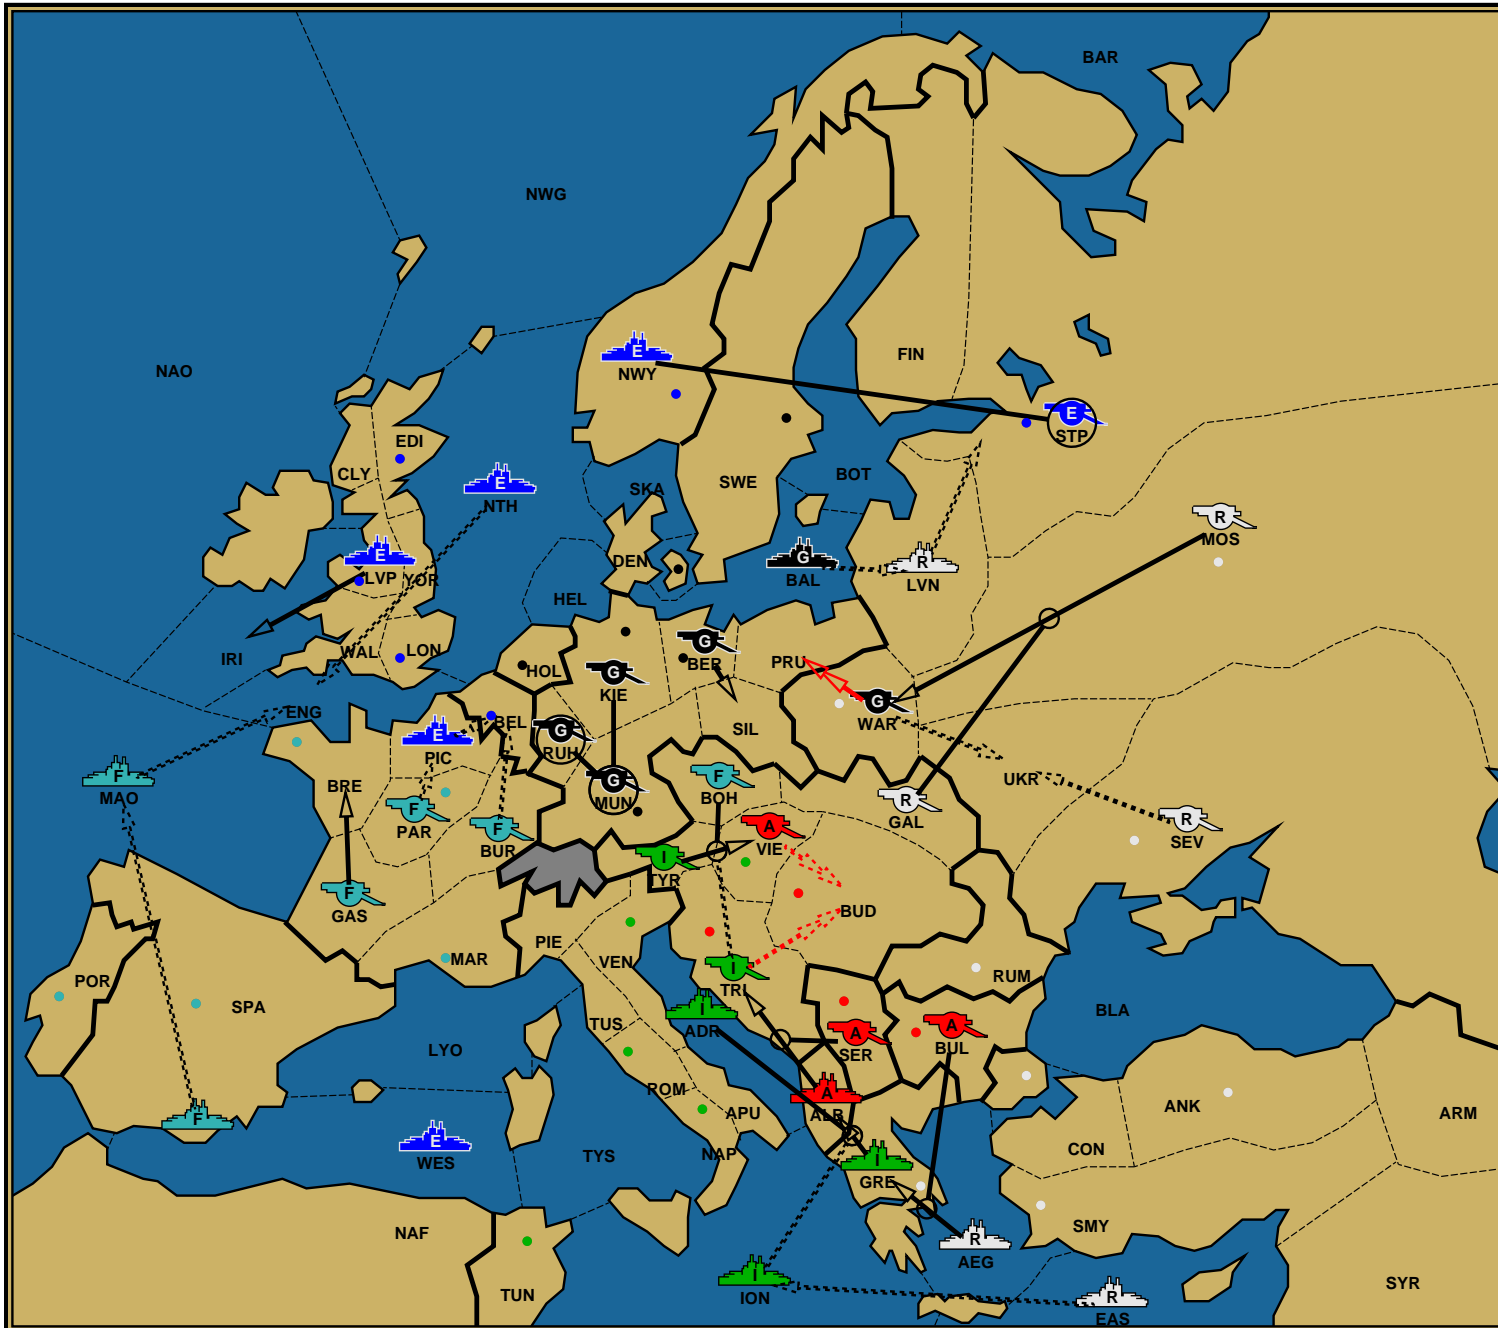 BAR
NWG
NAO
FIN
E
NWY
E
STP
EDI
CLY
SWE
BOT
SKA
E
NTH
R
MOS
E
LVP
YOR
DEN
G
BAL
R
LVN
HEL
IRI
WAL
LON
HOL
G
KIE
G
BER
PRU
G
WAR
ENG
BEL
E
PIC
G
RUH
SIL
UKR
F
MAO
BRE
F
PAR
G
MUN
F
BOH
R
GAL
R
SEV
F
BUR
A
VIE
I
TYR
F
GAS
BUD
PIE
VEN
MAR
I
TRI
RUM
POR
SPA
BLA
TUS
I
ADR
A
SER
A
BUL
LYO
ROM
APU
A
ALB
ANK
ARM
F
E
WES
TYS
NAP
I
GRE
CON
NAF
SMY
R
AEG
I
ION
TUN
R
EAS
SYR